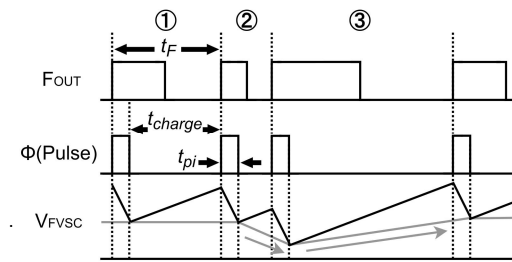 ① ② ③
tF
FOUT
tcharge
Φ(Pulse)
tpi
.
VFVSC